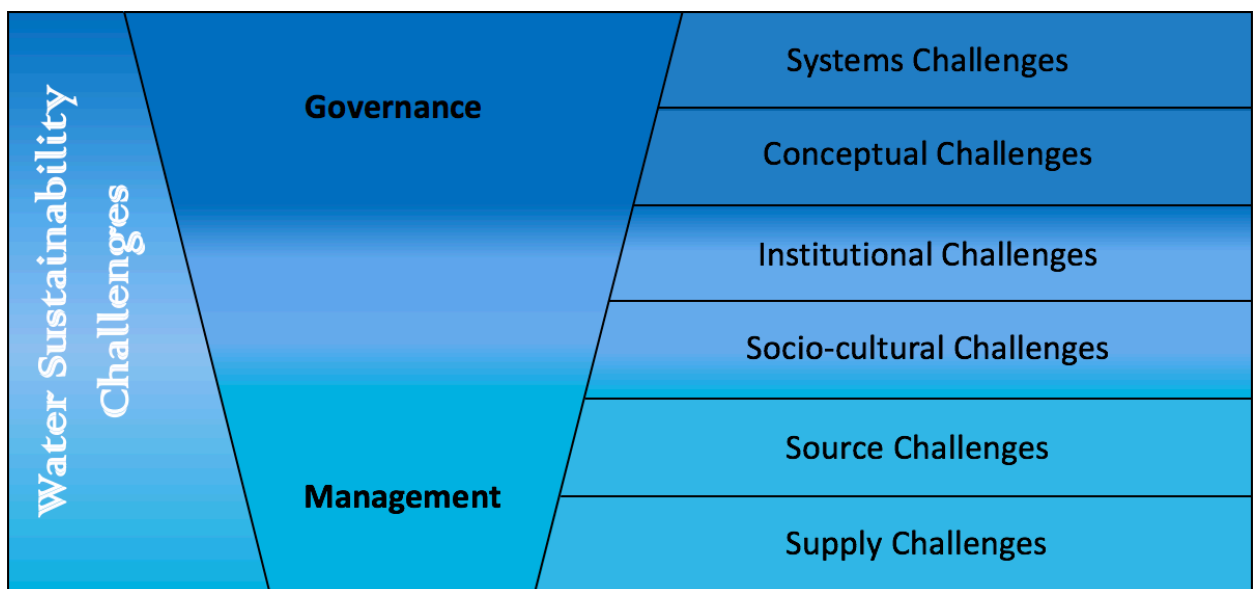 Water Sustainability
Challenges
Governance
Management
Systems Challenges
Conceptual Challenges
Institutional Challenges
Socio-cultural Challenges
Source Challenges
Supply Challenges